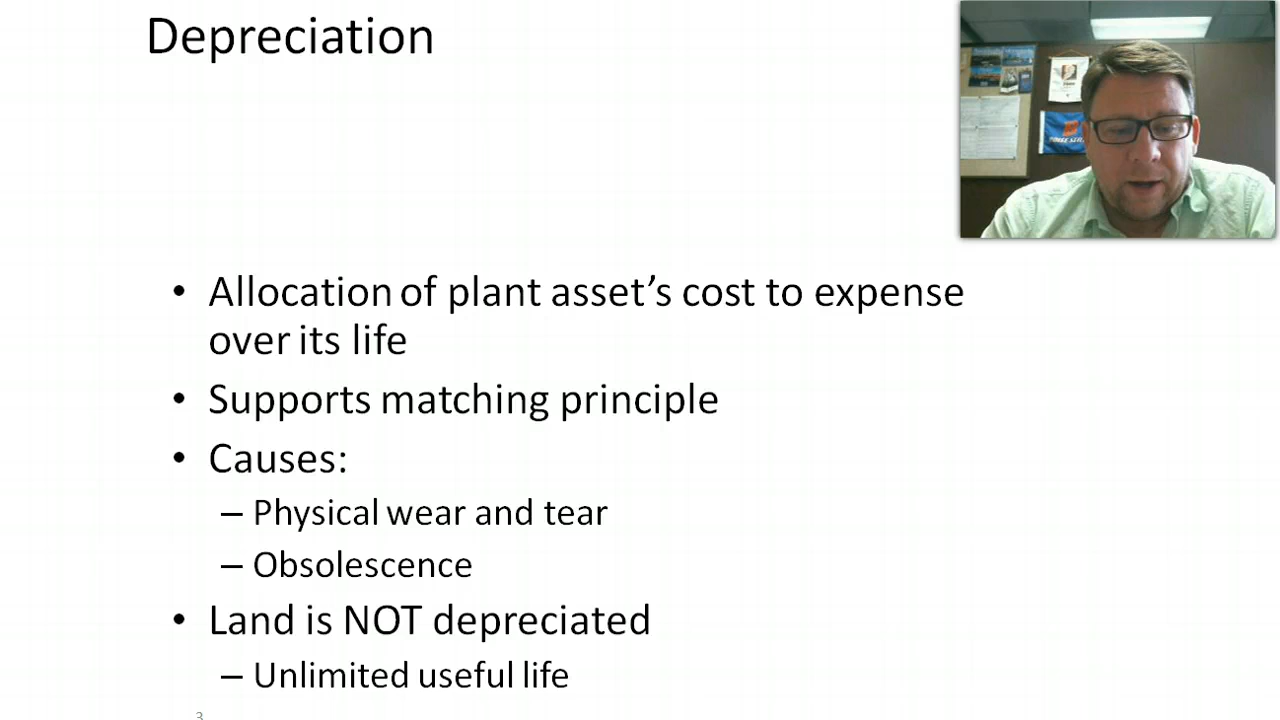 Depreciation
• Allocation of plant asset’s cost to expense
over its life
• Supports matching principle
• Causes:
– Physical wear and tear
– Obsolescence
• Land is NOT depreciated
– Unlimited useful life
3